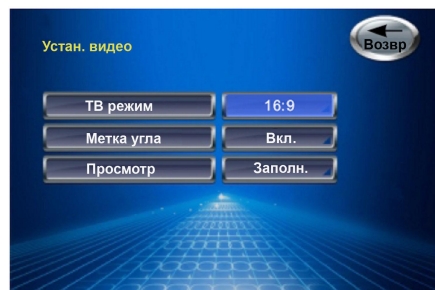 Устан. видео
Возвр
ТВ режим 16:9
Метка угла Вкл.
Просмотр Заполн.